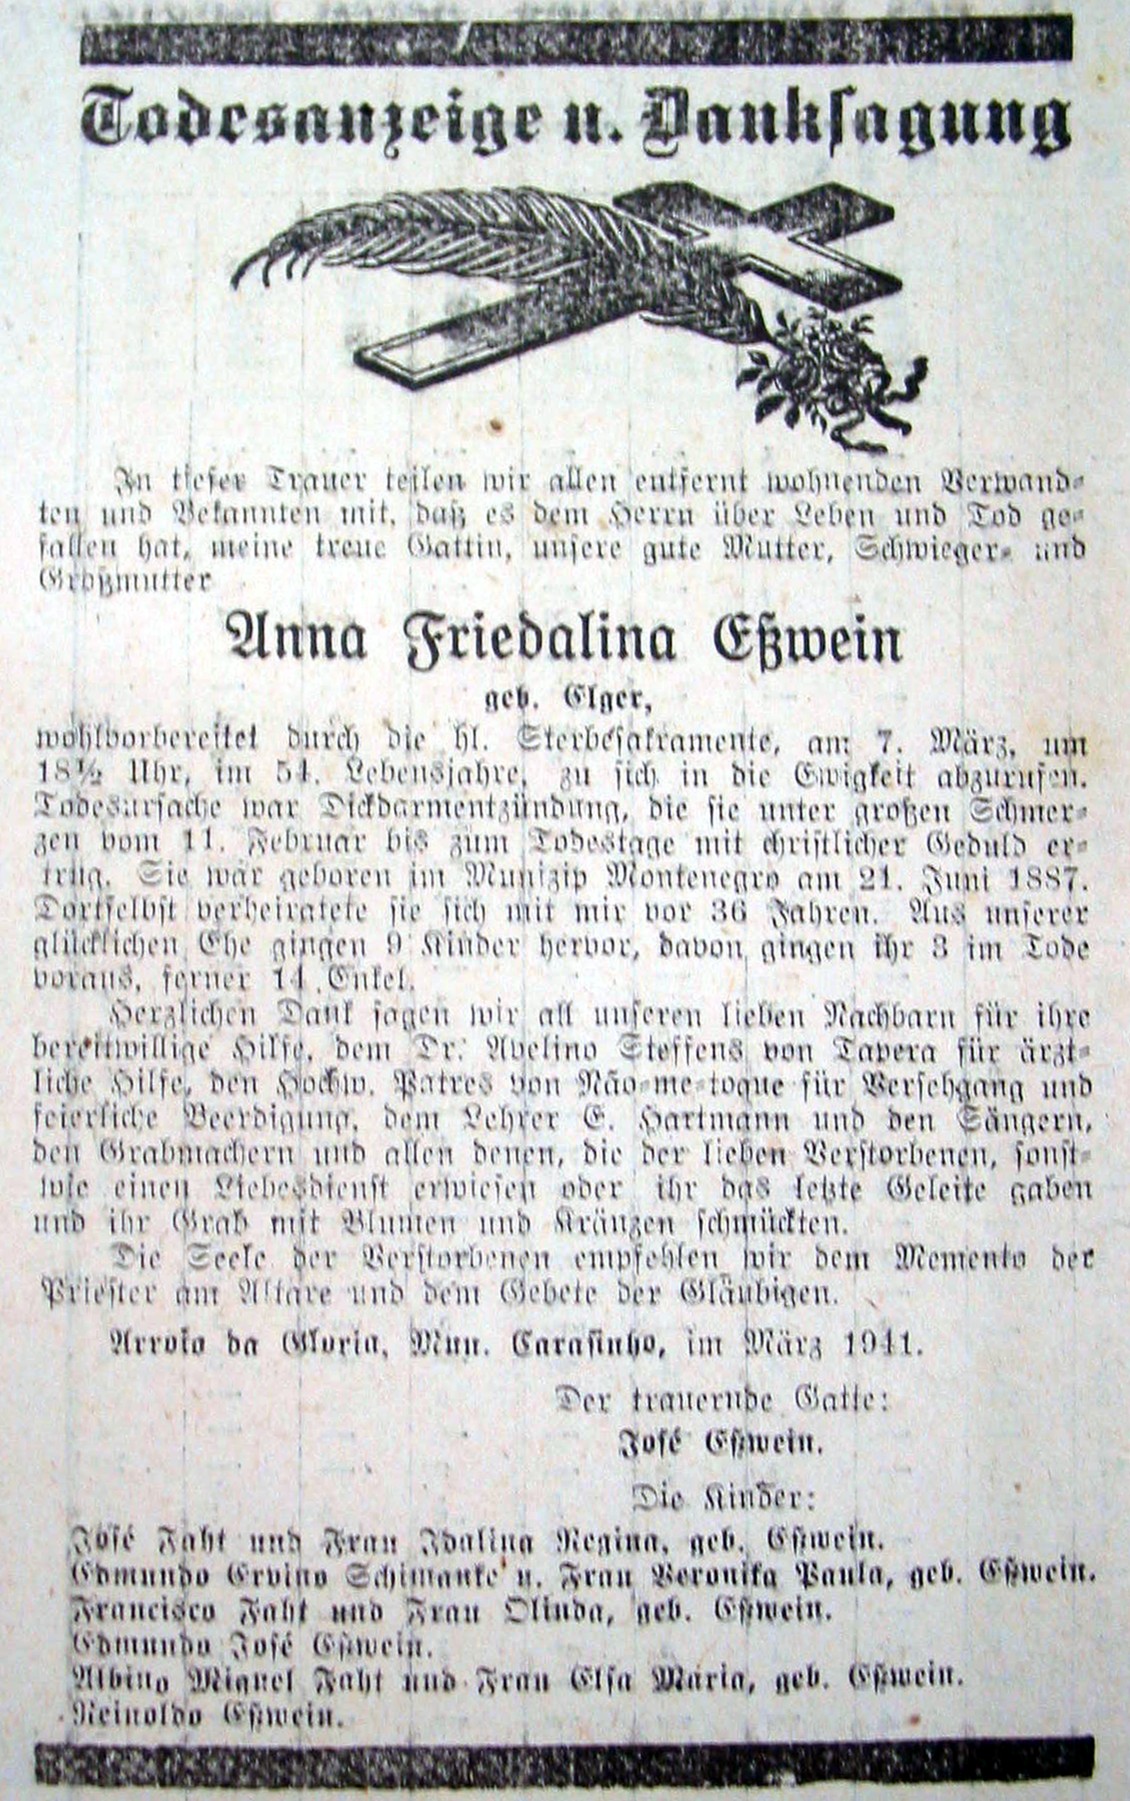 Todesanzeige u. Dankſagung
In tiefer Trauer teilen wir allen entfernt wohnenden Verwand-
ten und Bekannten mit, daß es dem Herrn über Leben und Tod ge-
fallen hat, meine treue Gattin, unſere gute Mutter, Schwieger- und
Großmutter
Anna Friedalina Eßwein
geb. Elger,
wohlvorbereitet durch die hl. Sterbeſakramente, am 7. März, um
18½ Uhr, im 54. Lebensjahre, zu ſich in die Ewigkeit abzurufen.
Todesurſache war Dickdarmentzündung, die ſie unter großen Schmer-
zen vom 11. Februar bis zum Todestage mit chriſtlicher Geduld er-
trug. Sie war geboren im Munizip Montenegro am 21. Juni 1887.
Dortſelbſt verheiratete ſie ſich mit mir vor 36 Jahren. Aus unſerer
glücklichen Ehe gingen 9 Kinder hervor, davon gingen ihr 3 im Tode
voraus, ferner 14 Enkel.
Herzlichen Dank ſagen wir all unſeren lieben Nachbarn für ihre
bereitwillige Hilfe, dem Dr. Avelino Steffens von Tapera für ärzt-
liche Hilfe, den Hochw. Patres von Não-me-toque für Verſehgang und
feierliche Beerdigung, dem Lehrer E. Hartmann und den Sängern,
den Grabmachern und allen denen, die der lieben Verſtorbenen, ſonſt-
wie einen Liebesdienſt erwieſen oder ihr das letzte Geleite gaben
und ihr Grab mit Blumen und Kränzen ſchmückten.
Die Seele der Verſtorbenen empfehlen wir dem Memento der
Prieſter am Altare und dem Gebete der Gläubigen.
Arroio da Gloria, Mun. Caraſinho, im März 1941.
Der trauernde Gatte:
Joſé Eßwein.
Die Kinder:
Joſé Faht und Frau Idalina Regina, geb. Eßwein.
Edmundo Ervino Schimanke u. Frau Veronika Paula, geb. Eßwein.
Francisco Faht und Frau Olinda, geb. Eßwein.
Edmundo Joſé Eßwein.
Albino Miguel Faht und Frau Elſa Maria, geb. Eßwein.
Reinoldo Eßwein.